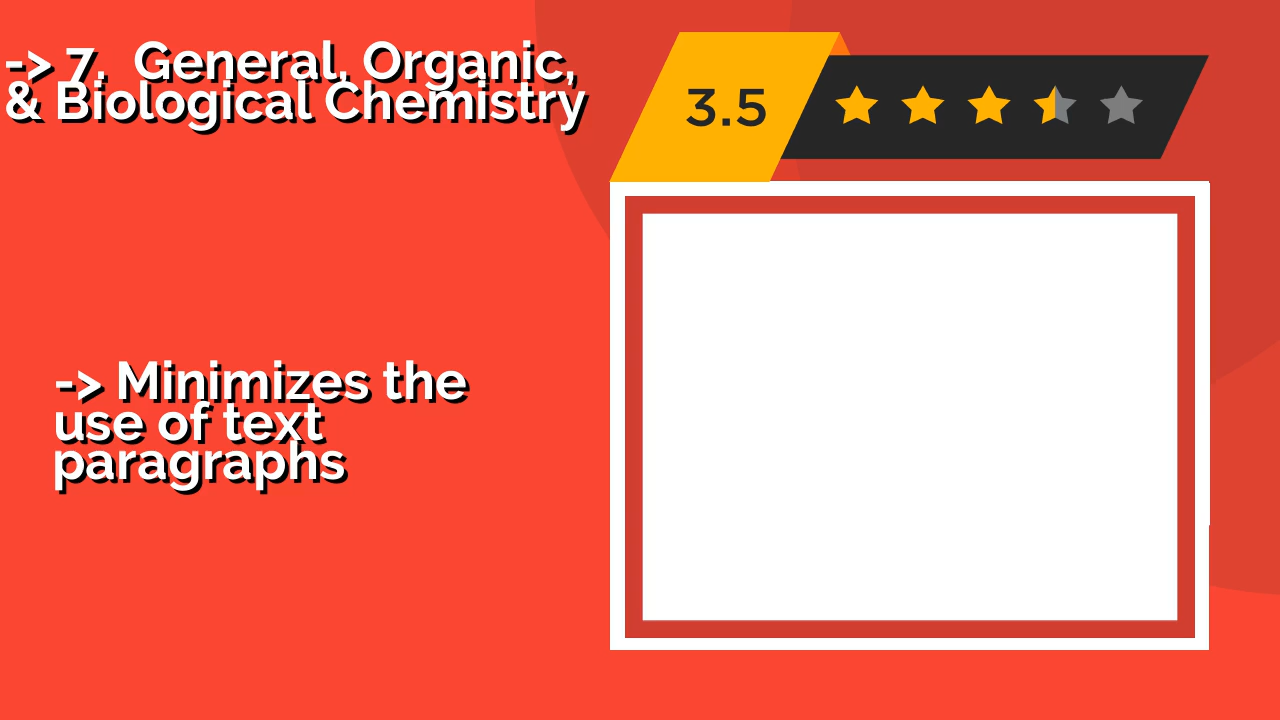 -> 7.  General, Organic,
& Biological Chemistry
3.5
-> Minimizes the
use of text
paragraphs